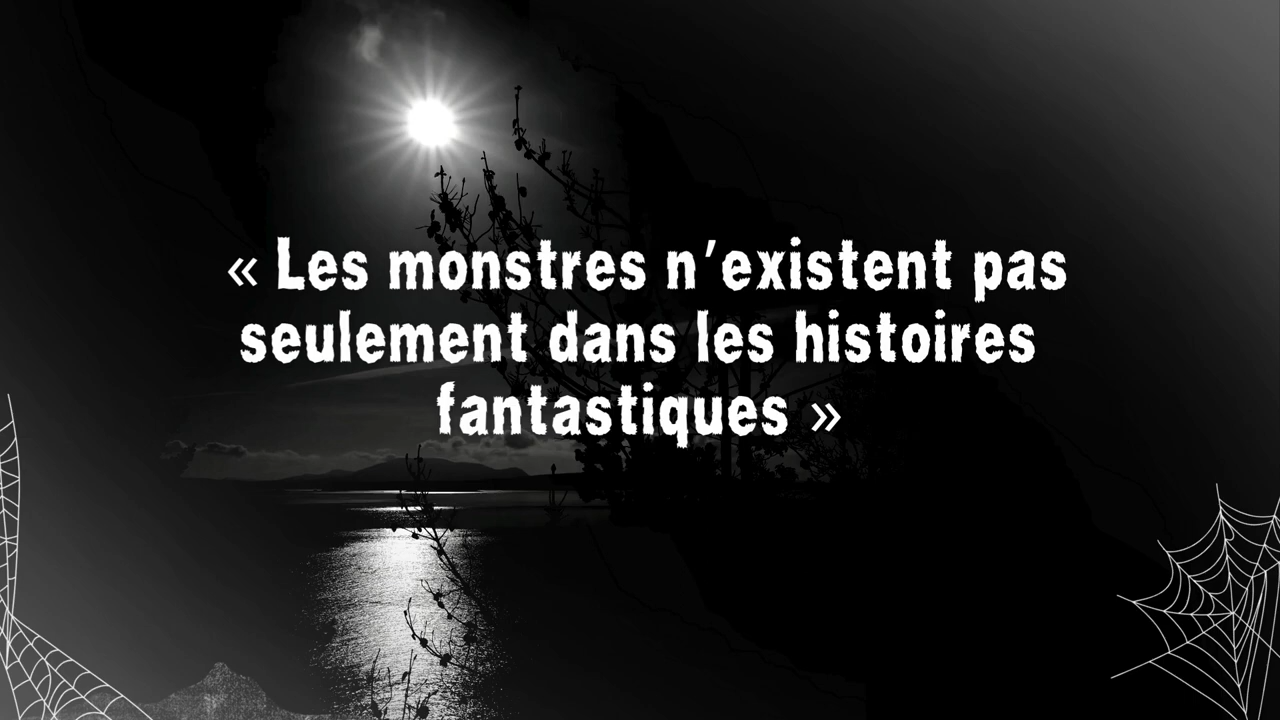 « Les monstres n’existent pas
seulement dans les histoires
fantastiques »